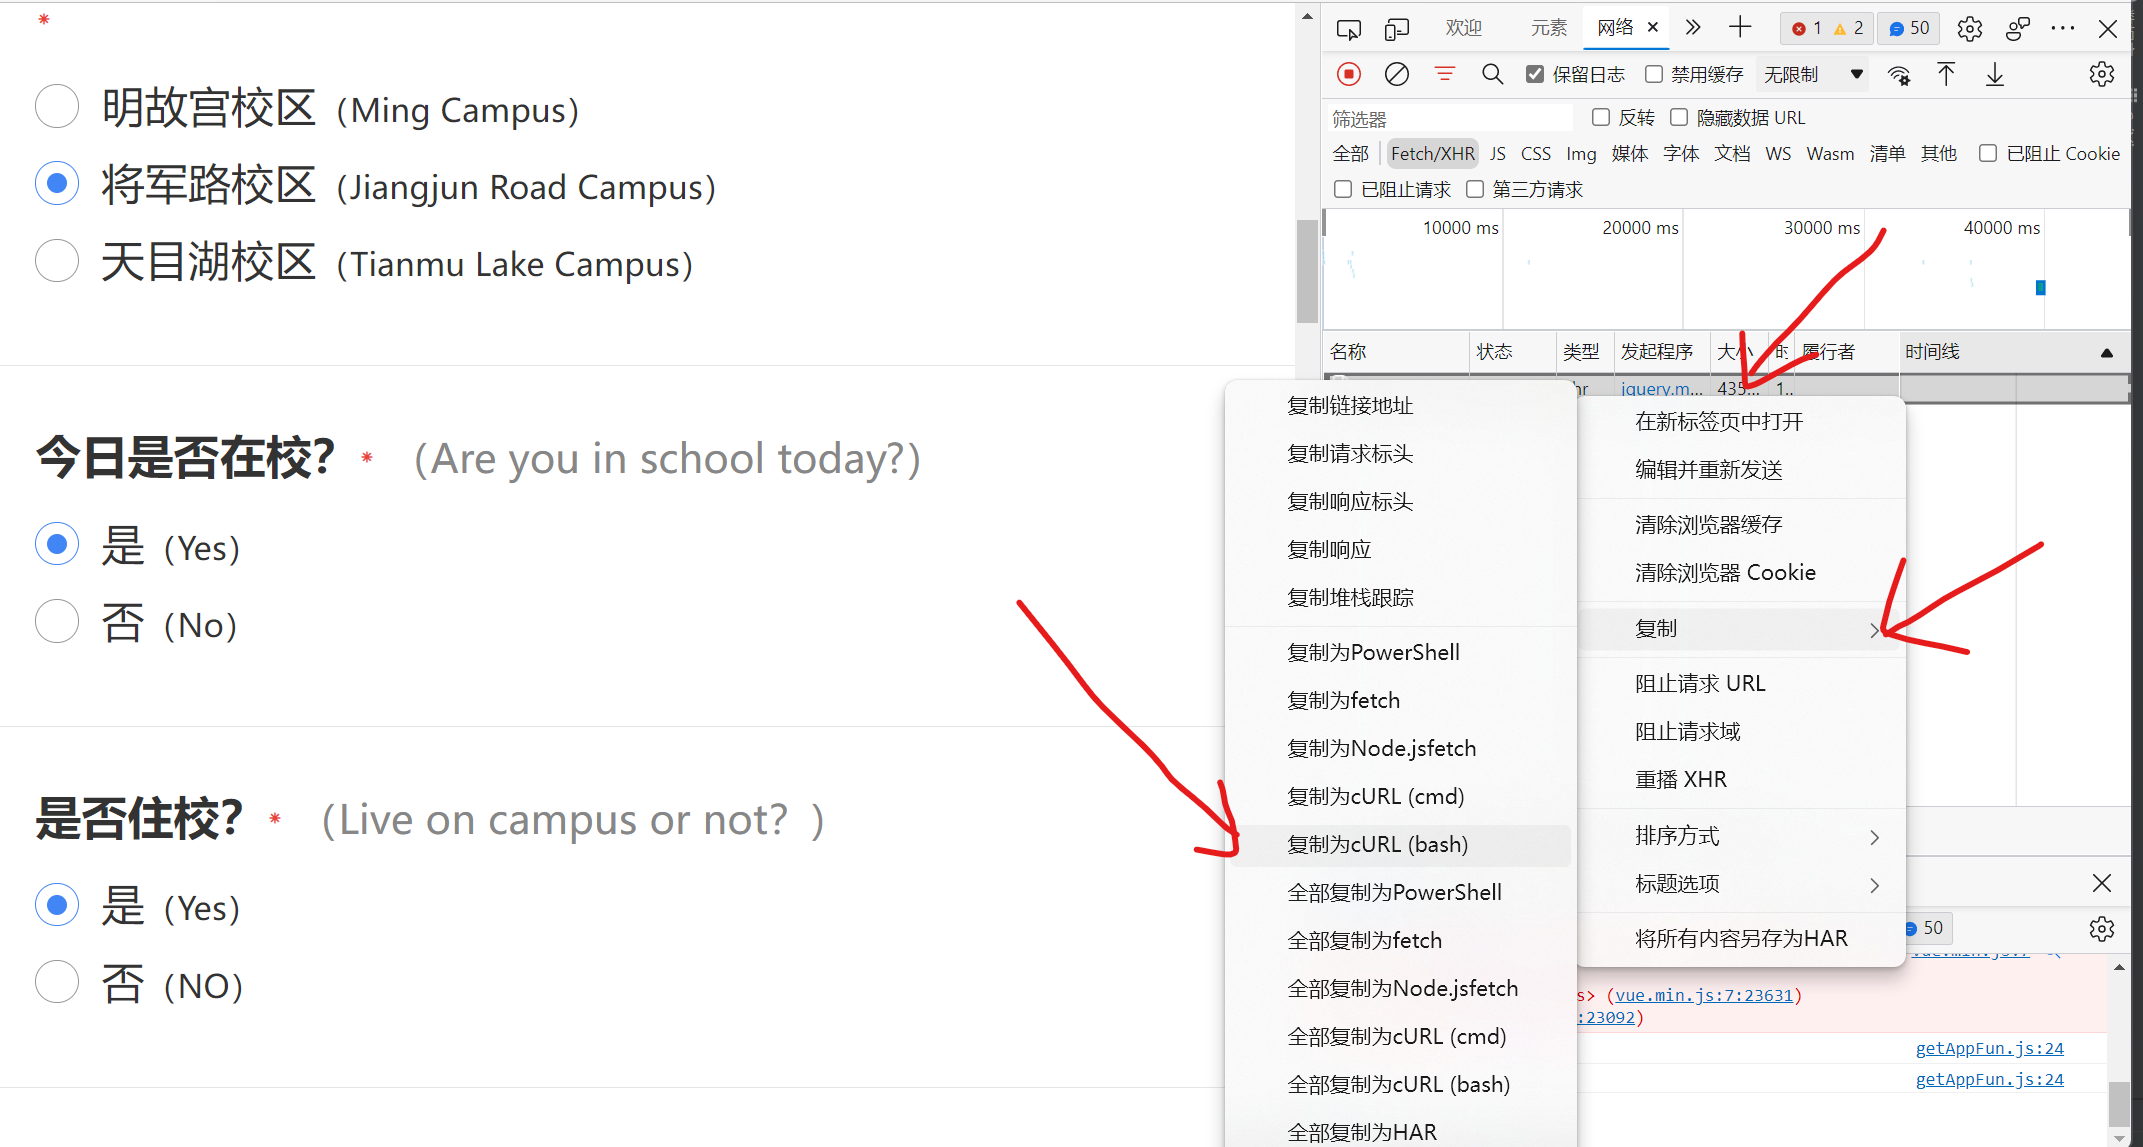 *
明故宫校区（Ming Campus）
将军路校区（Jiangjun Road Campus）
天目湖校区（Tianmu Lake Campus）
今日是否在校？ * （Are you in school today?）
是（Yes）
否（No）
是否住校？ * （Live on campus or not? ）
是（Yes）
否（NO）
欢迎 元素 网络 1 2 50
保留日志 禁用缓存 无限制
筛选器 反转 隐藏数据 URL
全部 Fetch/XHR JS CSS Img 媒体 字体 文档 WS Wasm 清单 其他 已阻止 Cookie
已阻止请求 第三方请求
10000 ms 20000 ms 30000 ms 40000 ms
名称 状态 类型 发起程序 大小 时 履行者 时间线
hr jquery.m... 435... 1..
复制链接地址
复制请求标头
复制响应标头
复制响应
复制堆栈跟踪
复制为PowerShell
复制为fetch
复制为Node.jsfetch
复制为cURL (cmd)
复制为cURL (bash)
全部复制为PowerShell
全部复制为fetch
全部复制为Node.jsfetch
全部复制为cURL (cmd)
全部复制为cURL (bash)
全部复制为HAR
在新标签页中打开
编辑并重新发送
清除浏览器缓存
清除浏览器 Cookie
复制
阻止请求 URL
阻止请求域
重播 XHR
排序方式
标题选项
将所有内容另存为HAR
50
vue.min.js:7
s> (vue.min.js:7:23631)
:23092)
getAppFun.js:24
getAppFun.js:24